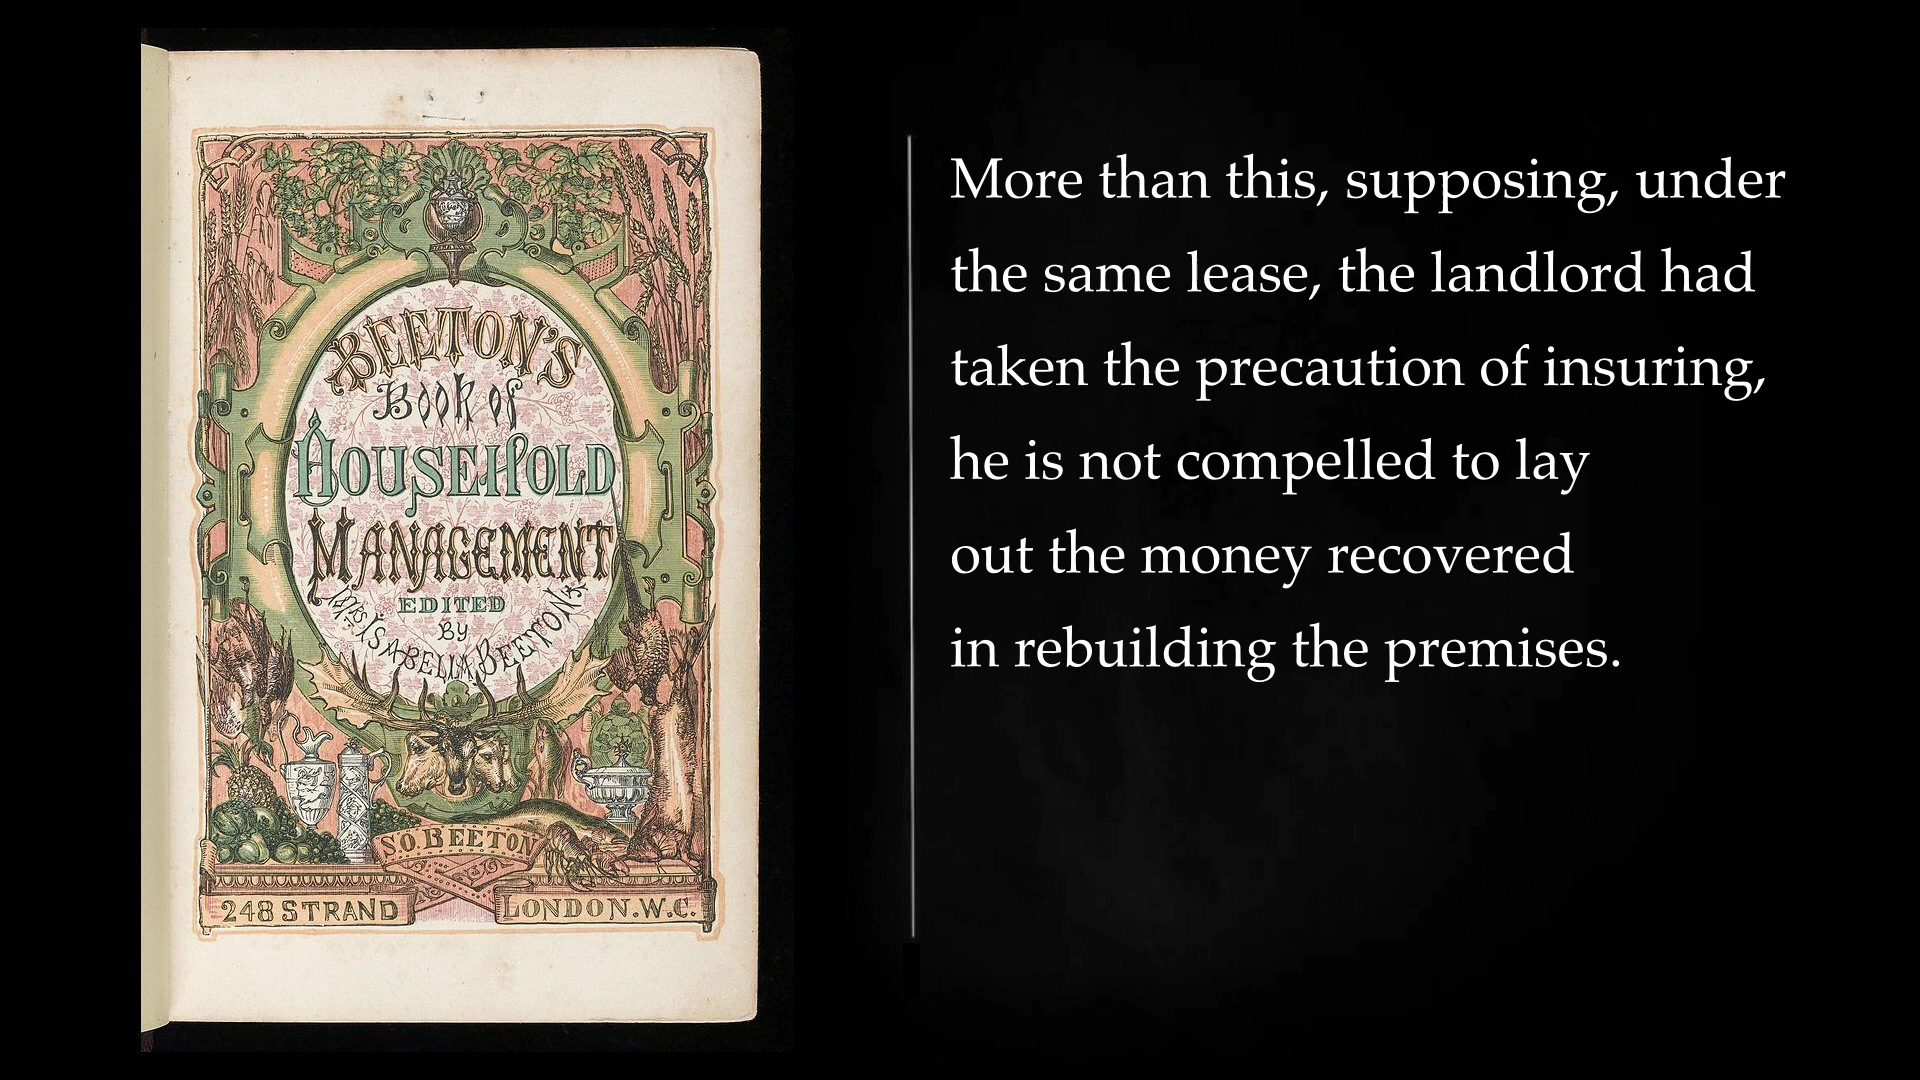 BEETON'S
Book of
HOUSEHOLD
MANAGEMENT
EDITED
BY
MRS ISABELLA BEETON
S.O. BEETON
248 STRAND
LONDON. W.C.
More than this, supposing, under
the same lease, the landlord had
taken the precaution of insuring,
he is not compelled to lay
out the money recovered
in rebuilding the premises.